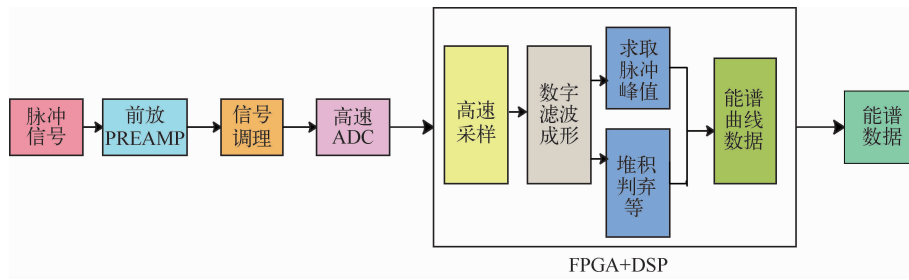 脉冲
信号
前放
PREAMP
信号
调理
高速
ADC
高速
采样
数字
滤波
成形
求取
脉冲
峰值
堆积
判弃
等
能谱
曲线
数据
能谱
数据
FPGA+DSP